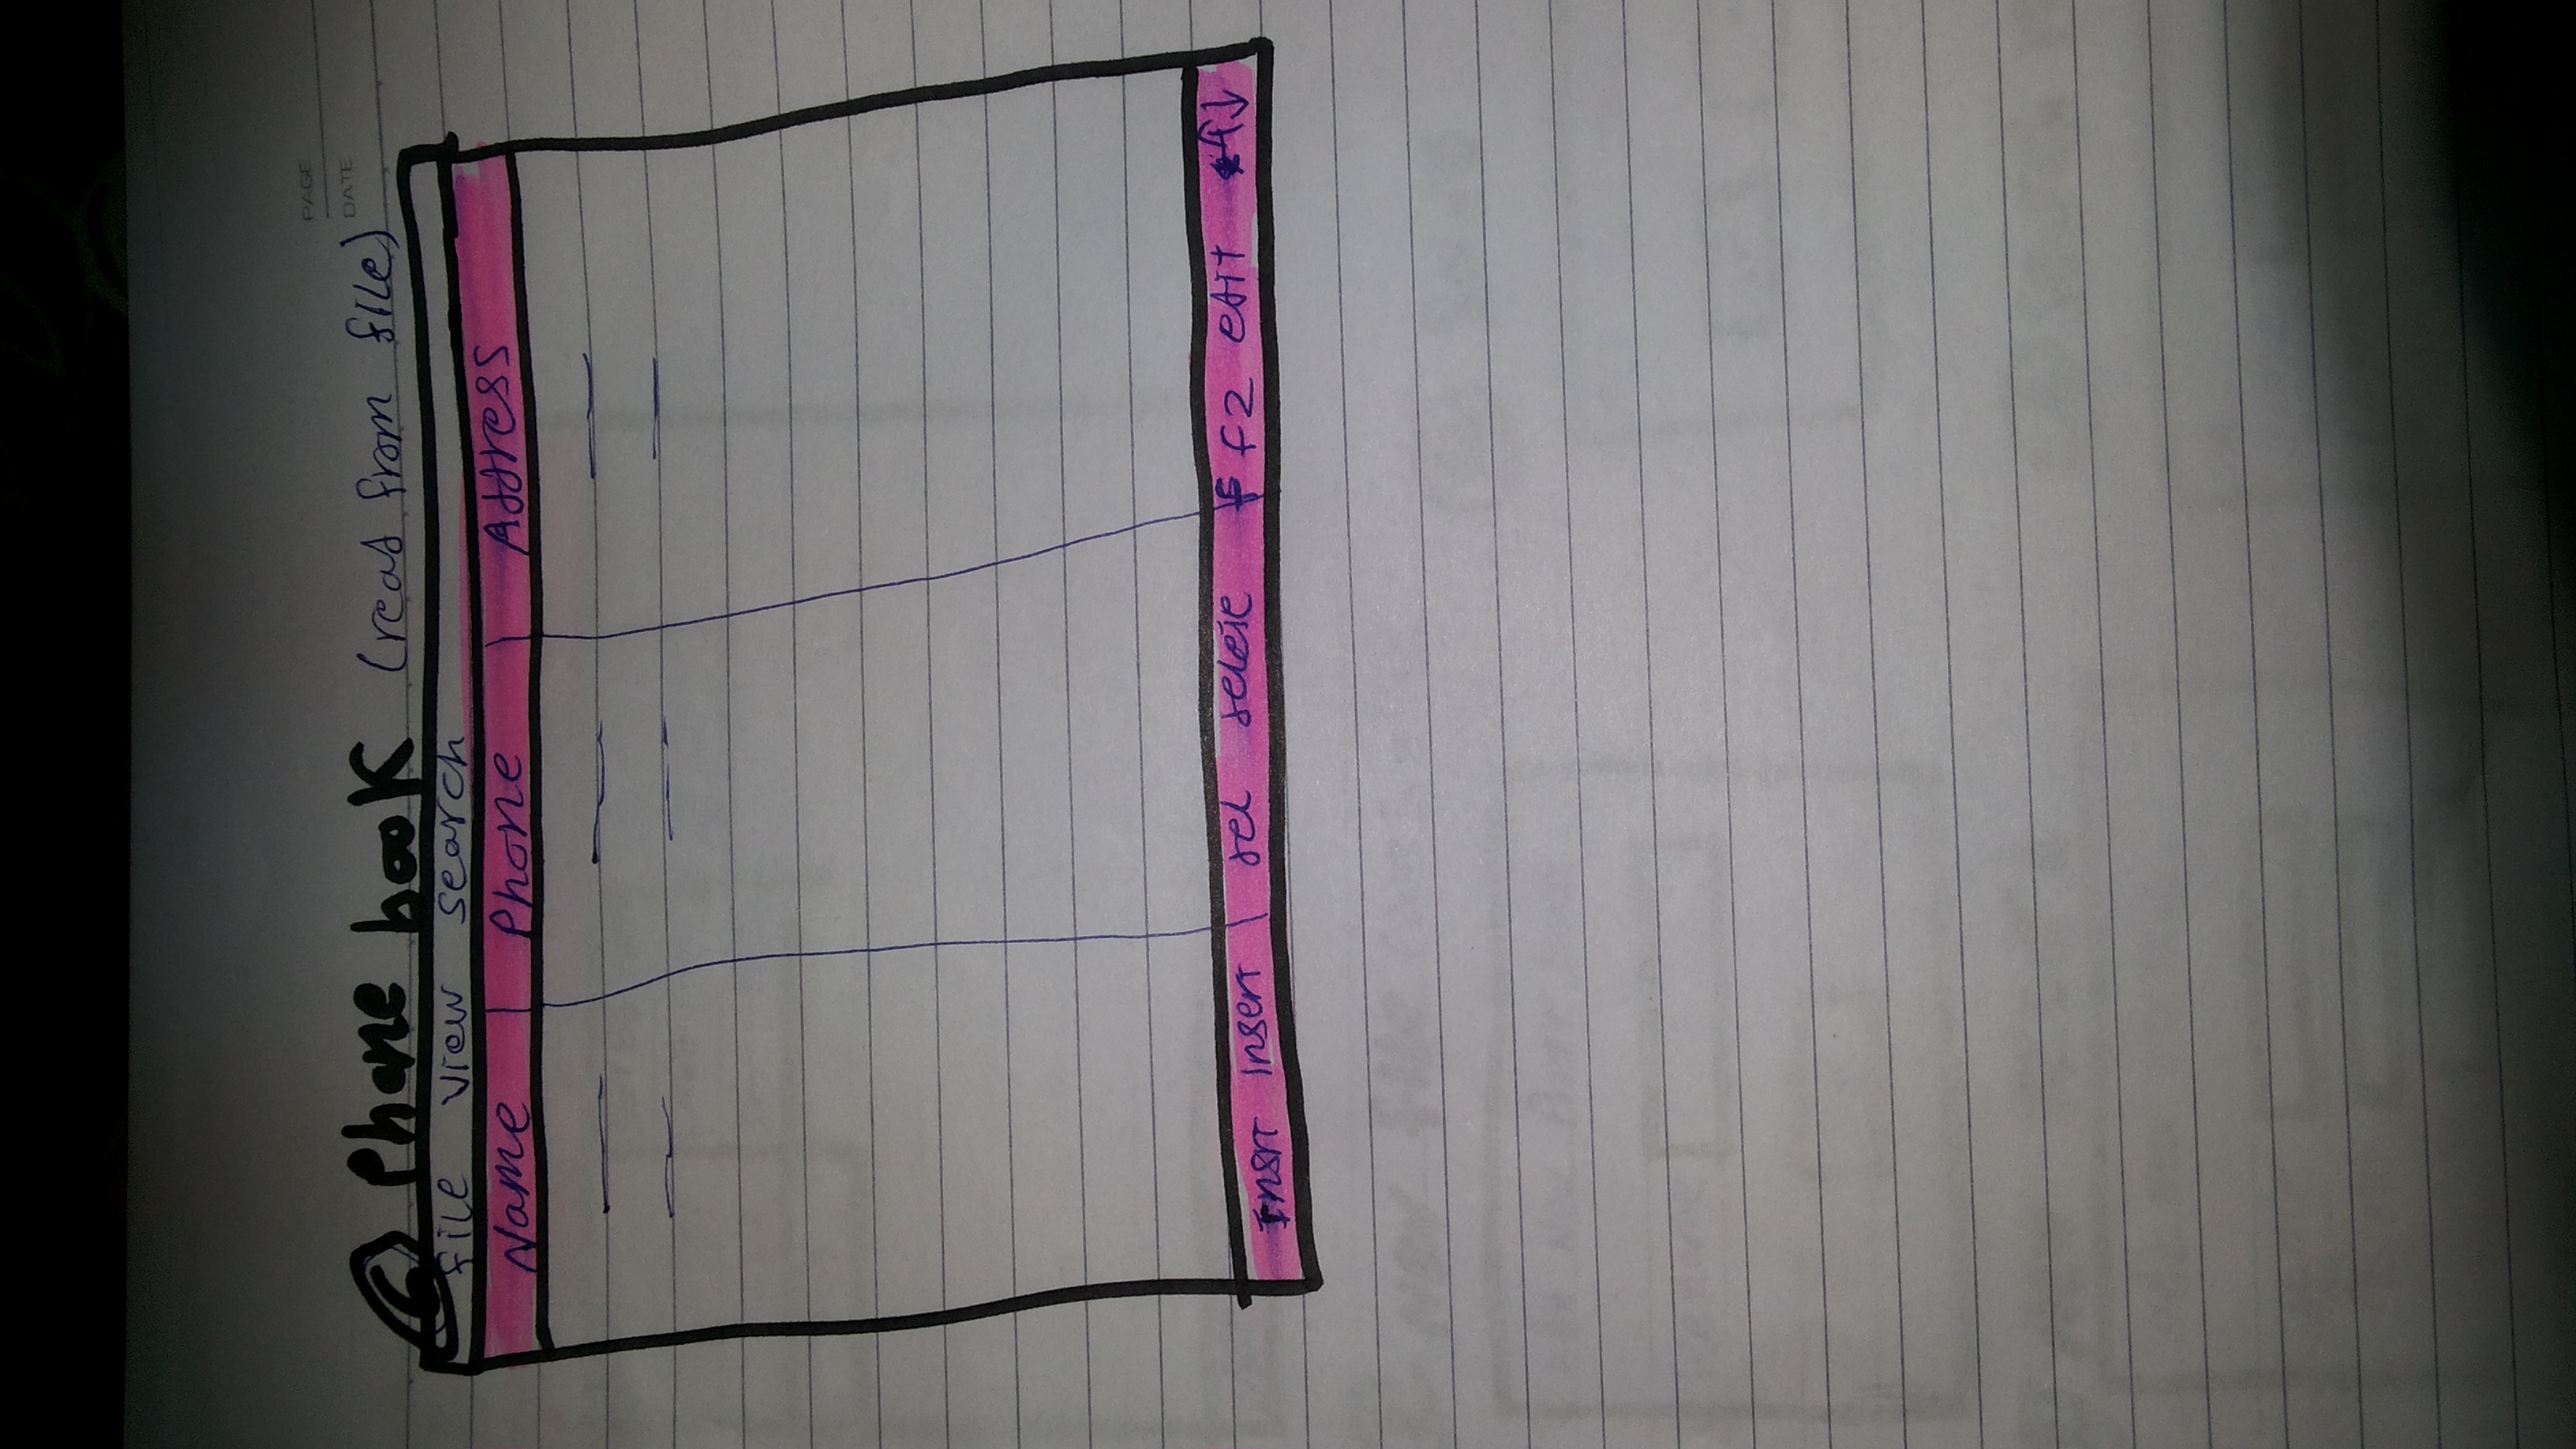 PAGE
DATE
6 Phone book (read from file)
file view search
Name | Phone | Address
Insrt Insert | del delete | F2 edit ↑↓